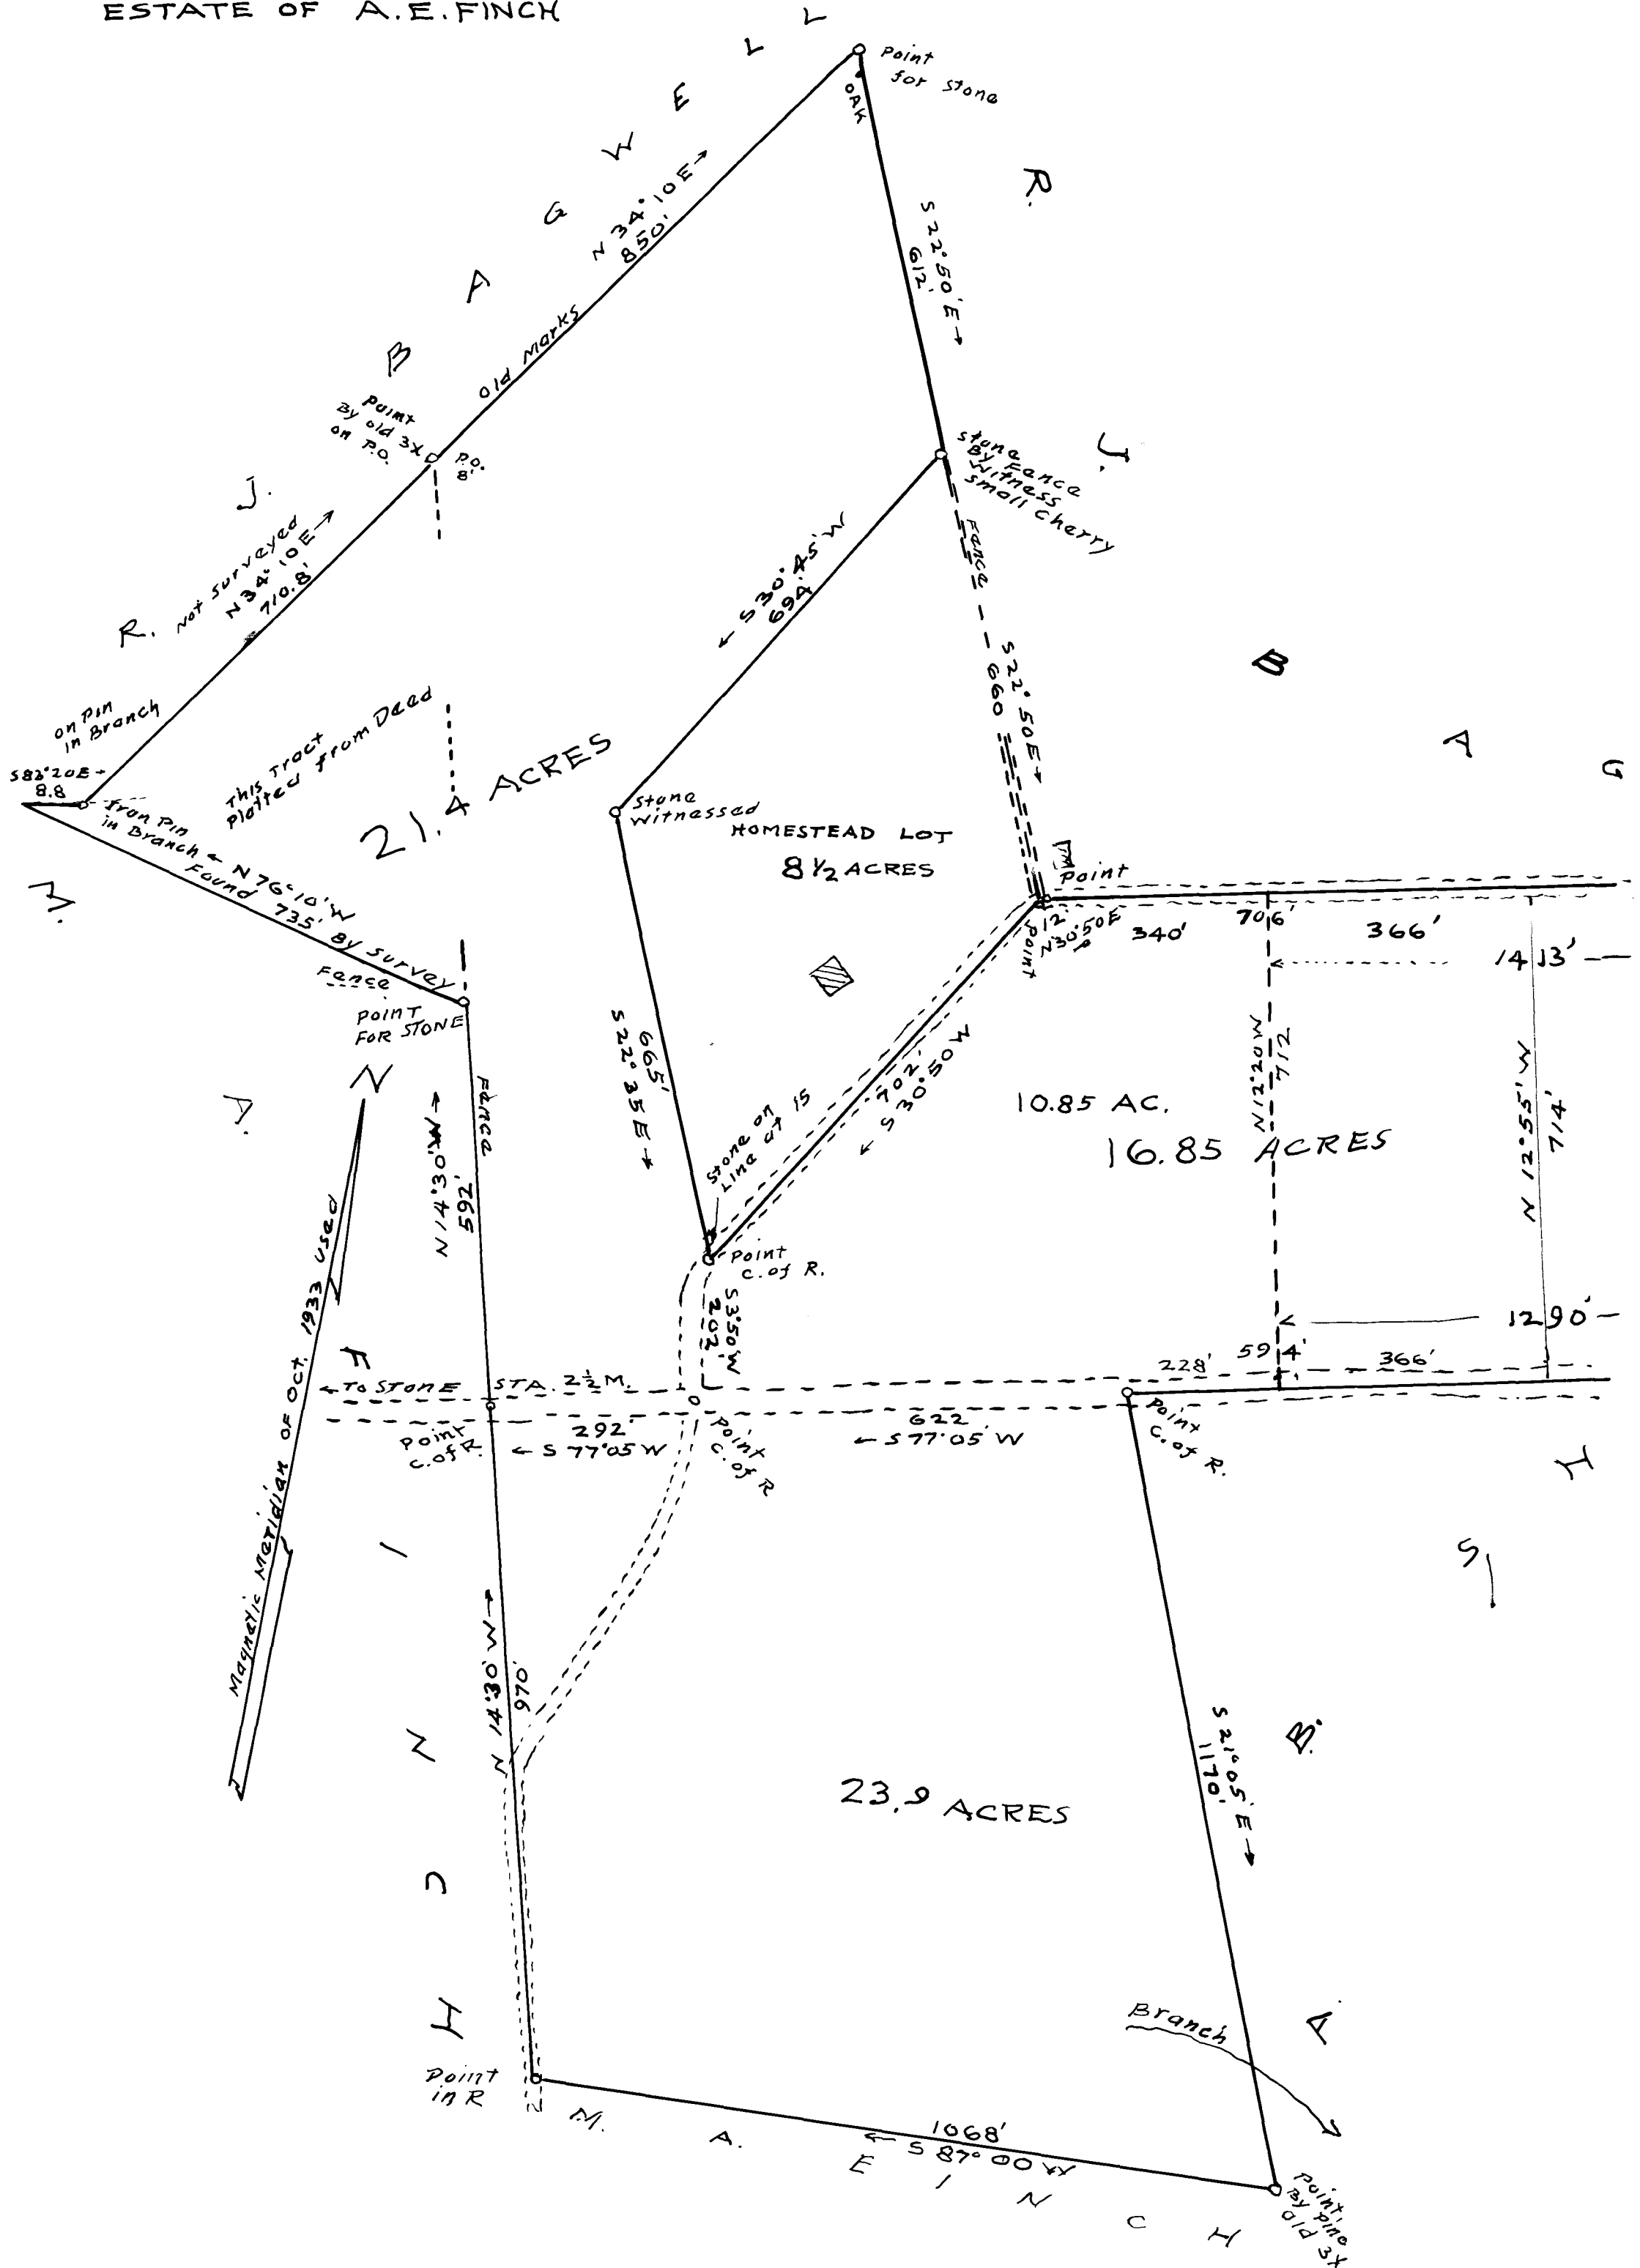 ESTATE OF A.E. FINCH
R. J. BAGWELL
Point
for stone
OAK
N 34° 10 E →
850'
S 22° 50' E →
612'
R. J. B A G
Old Marks
Point
By old 3X
on P.O.
P.O.
8'
Stone
By Fence
Witness
small cherry
Fence
Not Surveyed
N 34° 10 E →
710.8'
← S 30° 45' W
694'
S 22° 50 E →
660
on Pin
in Branch
This Tract
Platted from Deed
S 83° 20 E →
8.8
Iron Pin
in Branch
Found
← N 76° 10' W
735' By Survey
21.4 ACRES
Stone
Witnessed
HOMESTEAD LOT
8½ ACRES
Point
12'
N 30° 50 E
Point
340'
706'
366'
1413'
Fence
POINT
FOR STONE
M. A. FINCH
N
Magnetic Meridian of Oct. 1933 used
Fence
N 14° 30' W →
592'
665'
S 22° 35 E →
702'
← S 30° 50 W
Stone on
Line at 15
10.85 AC.
16.85 ACRES
N 12° 20 W
712
N 12° 55' W
714'
Point
C. of R.
S 3° 50' W
202'
1290'
594'
228'
366'
← TO STONE STA. 2½ M.
Point
C. of R.
292'
← S 77° 05 W
Point
C. of R
622
← S 77° 05' W
Point
C. of R.
N 14° 30' W →
970'
S 21° 05' E →
1170'
23.9 ACRES
Branch
Point
in R
1068'
← S 87° 00 W
M. A. FINCH
Point
By pine
old 3X